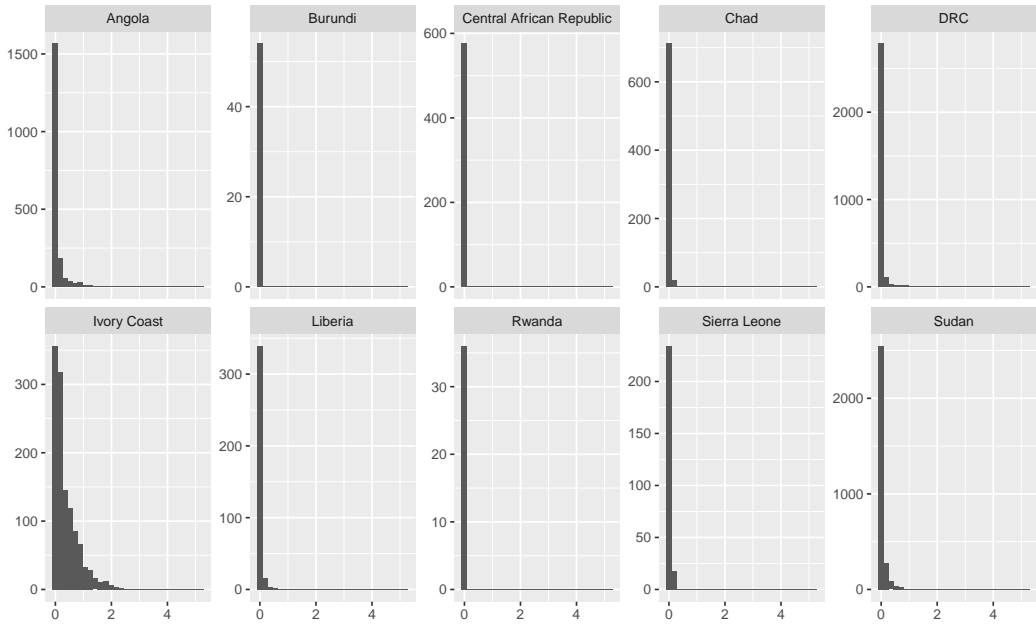 Angola
Burundi
Central African Republic
Chad
DRC
1500
1000
500
0
40
20
0
600
400
200
0
600
400
200
0
2000
1000
0
Ivory Coast
Liberia
Rwanda
Sierra Leone
Sudan
300
200
100
0
300
200
100
0
30
20
10
0
200
150
100
50
0
2000
1000
0
0 2 4
0 2 4
0 2 4
0 2 4
0 2 4